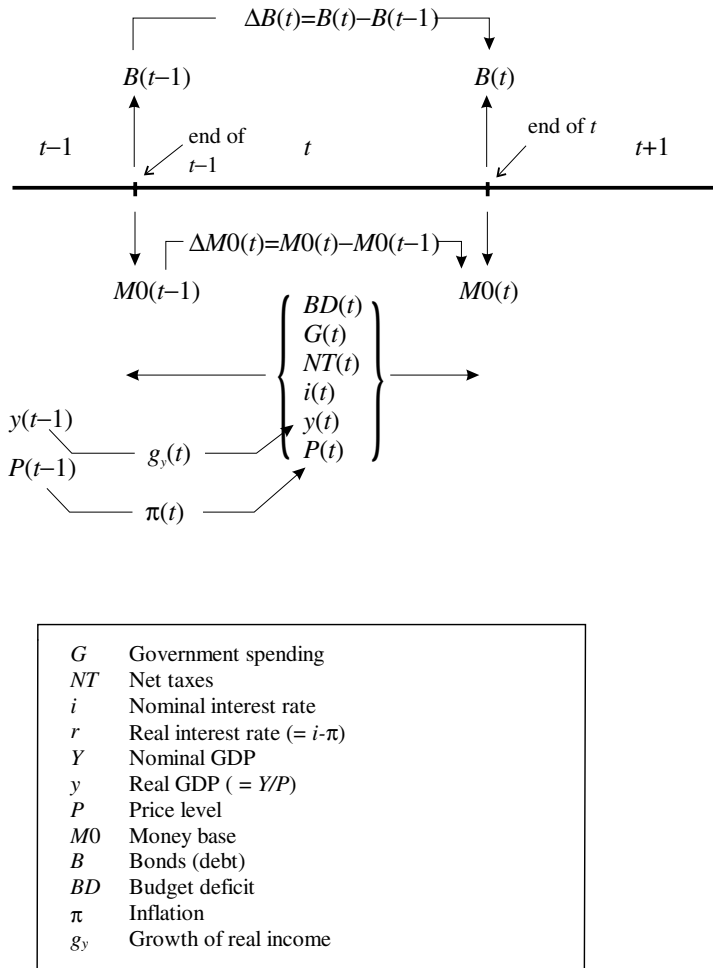 ΔB(t)=B(t)−B(t−1)
B(t−1) B(t)
t−1 end of t−1 t end of t t+1
ΔM0(t)=M0(t)−M0(t−1)
M0(t−1) M0(t)
BD(t)
G(t)
NT(t)
i(t)
y(t)
P(t)
y(t−1) g_y(t)
P(t−1)
π(t)
G Government spending
NT Net taxes
i Nominal interest rate
r Real interest rate (= i-π)
Y Nominal GDP
y Real GDP ( = Y/P)
P Price level
M0 Money base
B Bonds (debt)
BD Budget deficit
π Inflation
g_y Growth of real income